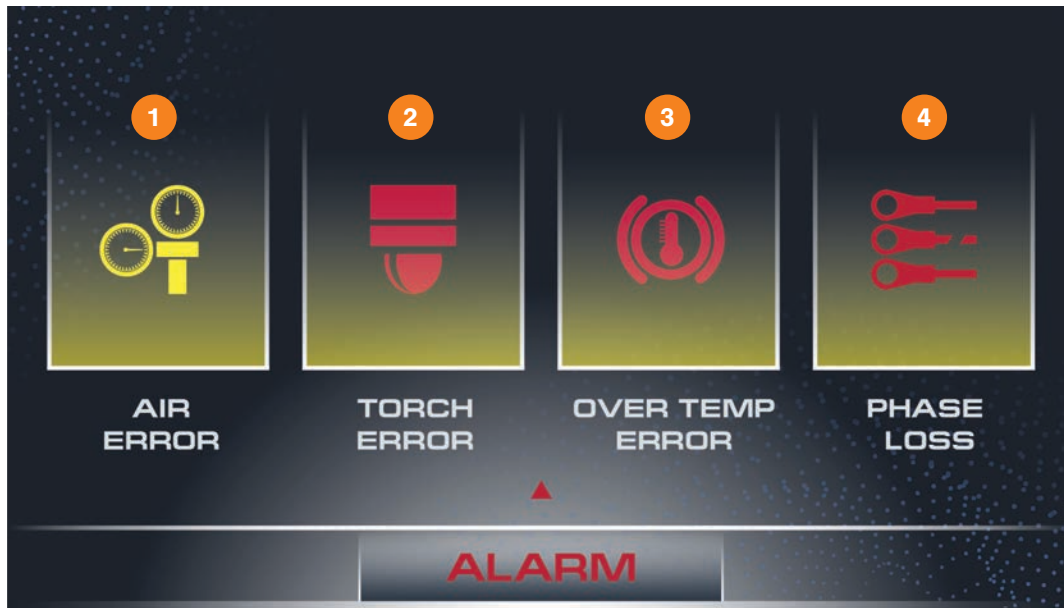 1
2
3
4
AIR
ERROR
TORCH
ERROR
OVER TEMP
ERROR
PHASE
LOSS
ALARM